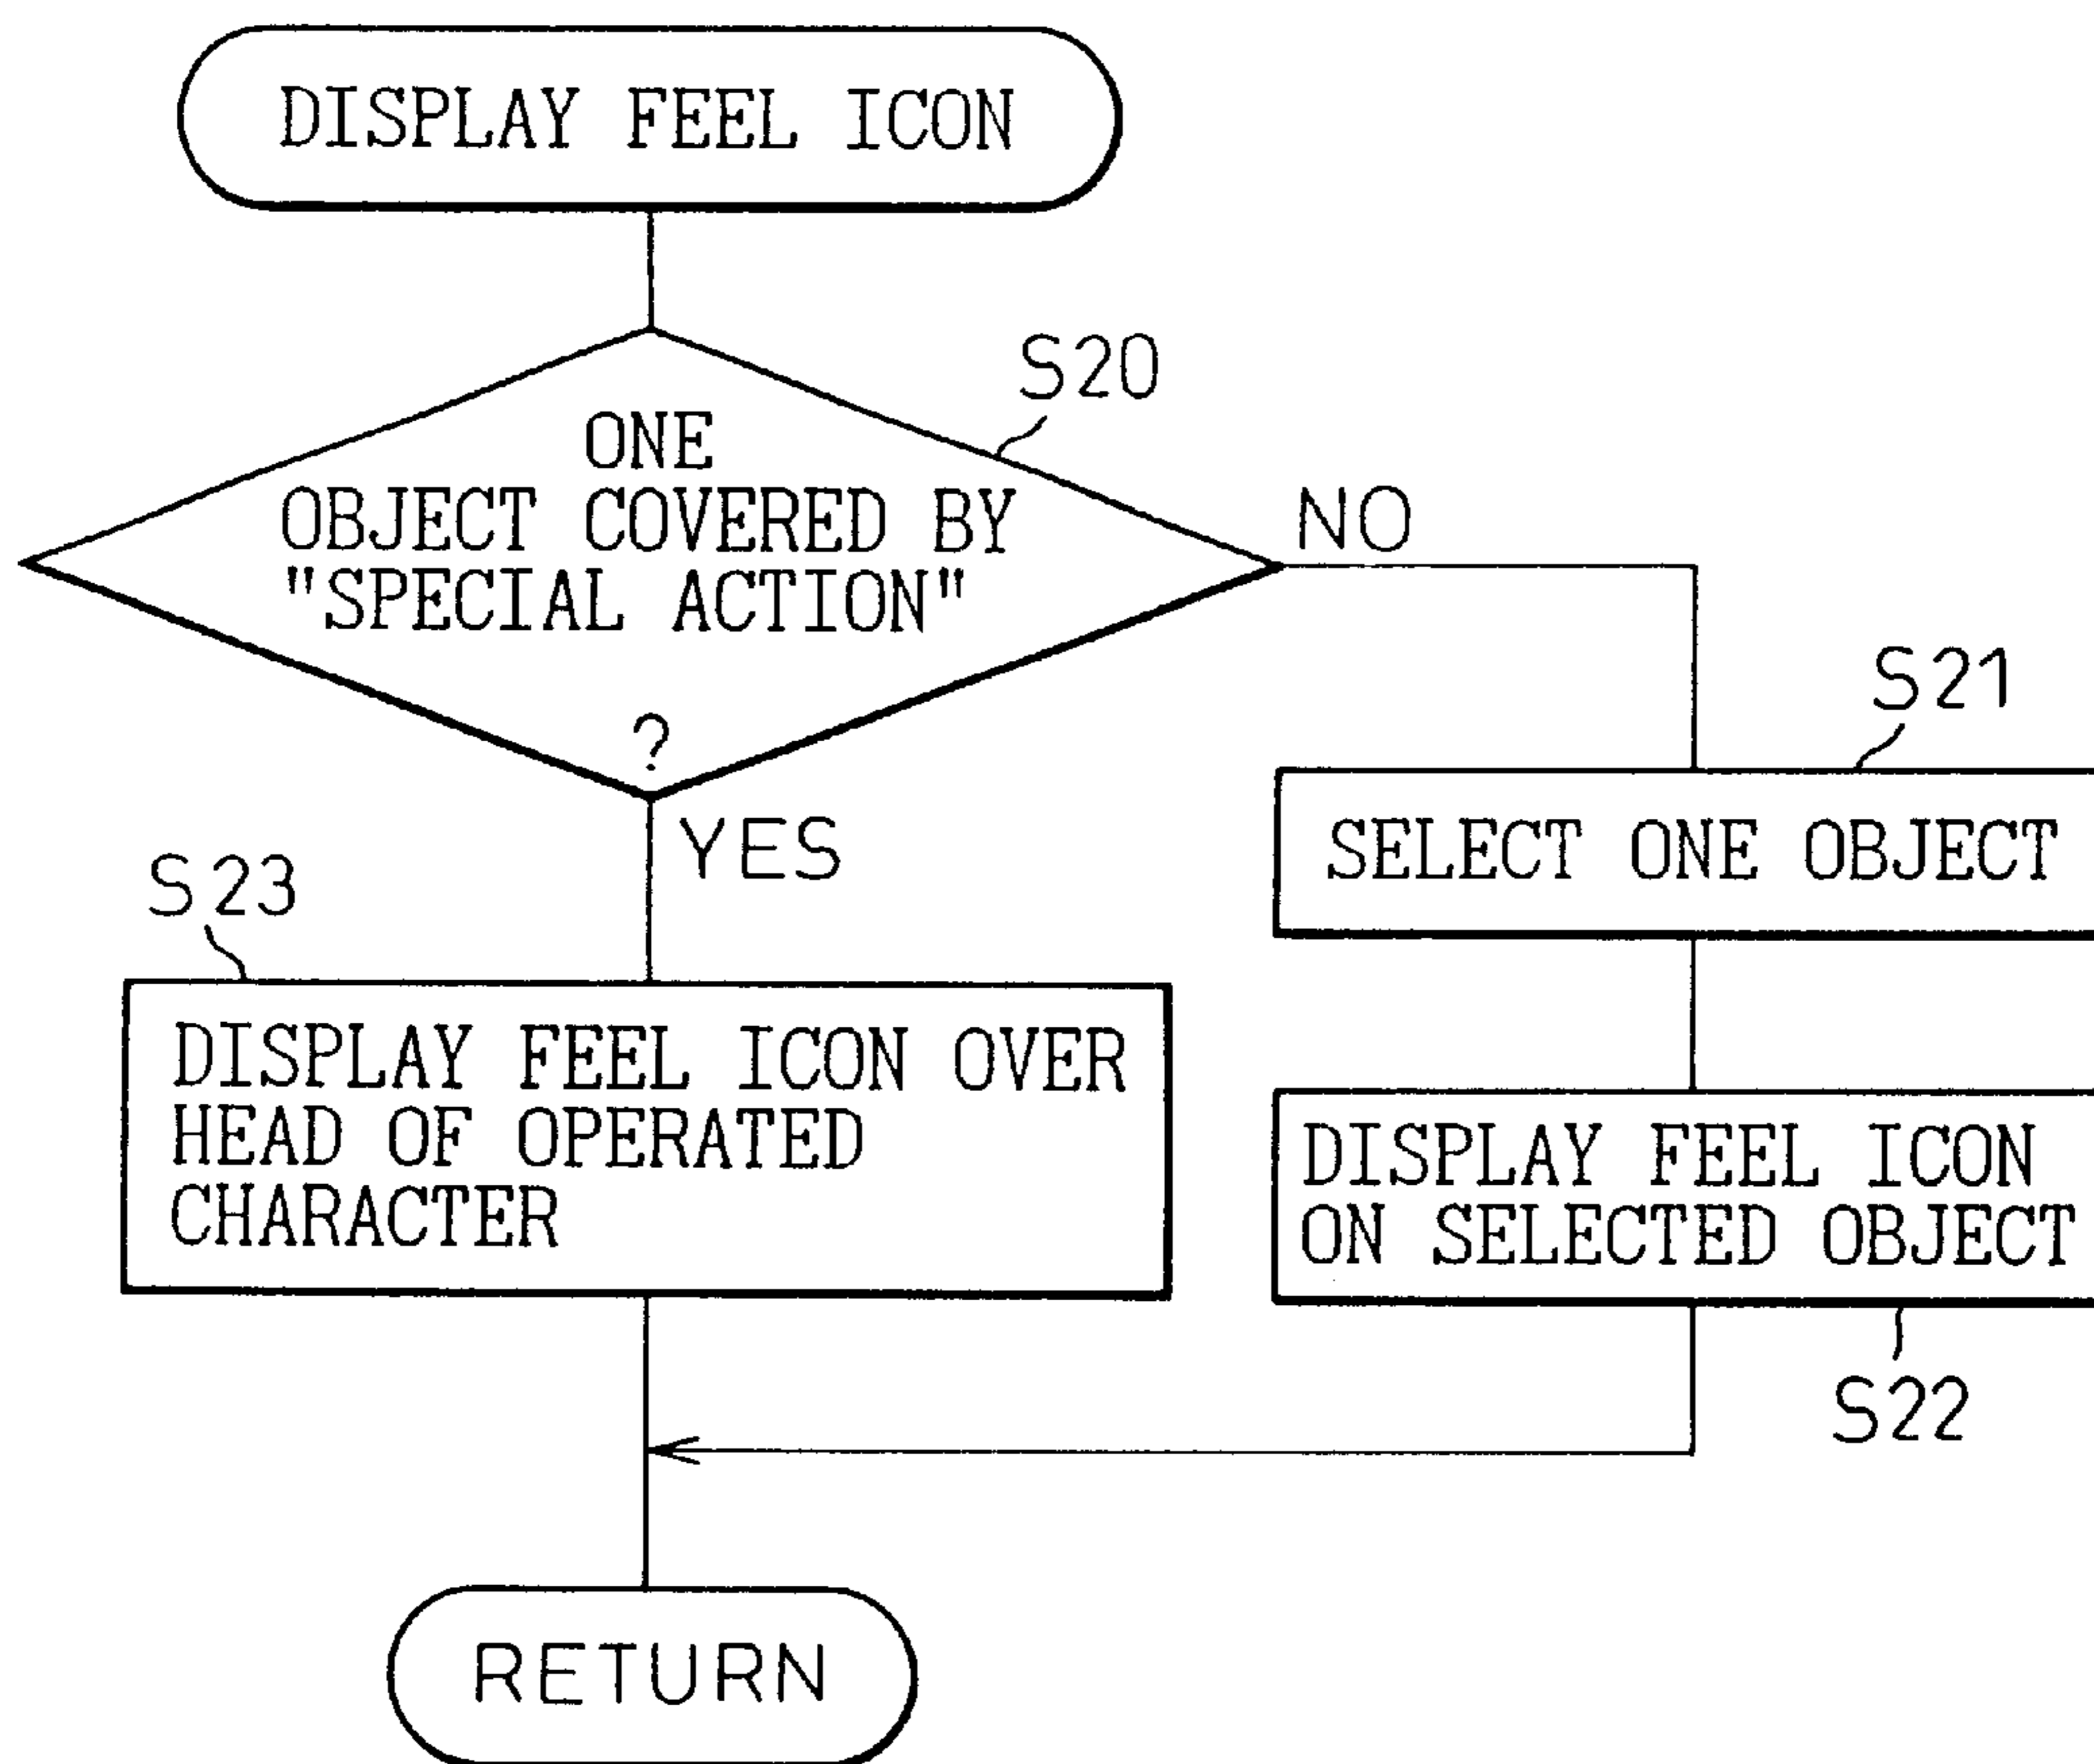 DISPLAY FEEL ICON
S20
ONE
OBJECT COVERED BY
"SPECIAL ACTION"
?
NO
YES
S21
SELECT ONE OBJECT
S23
DISPLAY FEEL ICON OVER
HEAD OF OPERATED
CHARACTER
DISPLAY FEEL ICON
ON SELECTED OBJECT
S22
RETURN